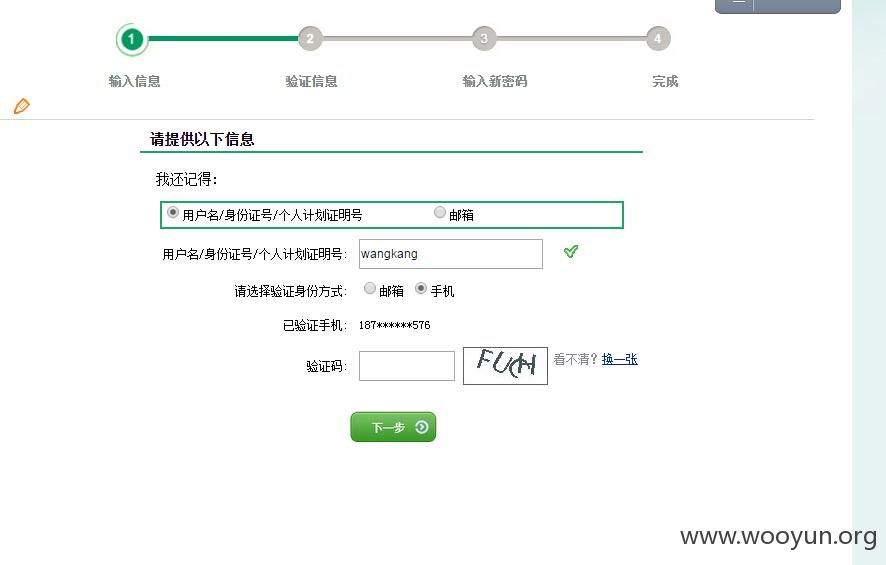 1 2 3 4
输入信息 验证信息 输入新密码 完成
请提供以下信息
我还记得：
用户名/身份证号/个人计划证明号 邮箱
用户名/身份证号/个人计划证明号： wangkang
请选择验证身份方式： 邮箱 手机
已验证手机： 187******576
验证码： FUCH 看不清？换一张
下一步
www.wooyun.org